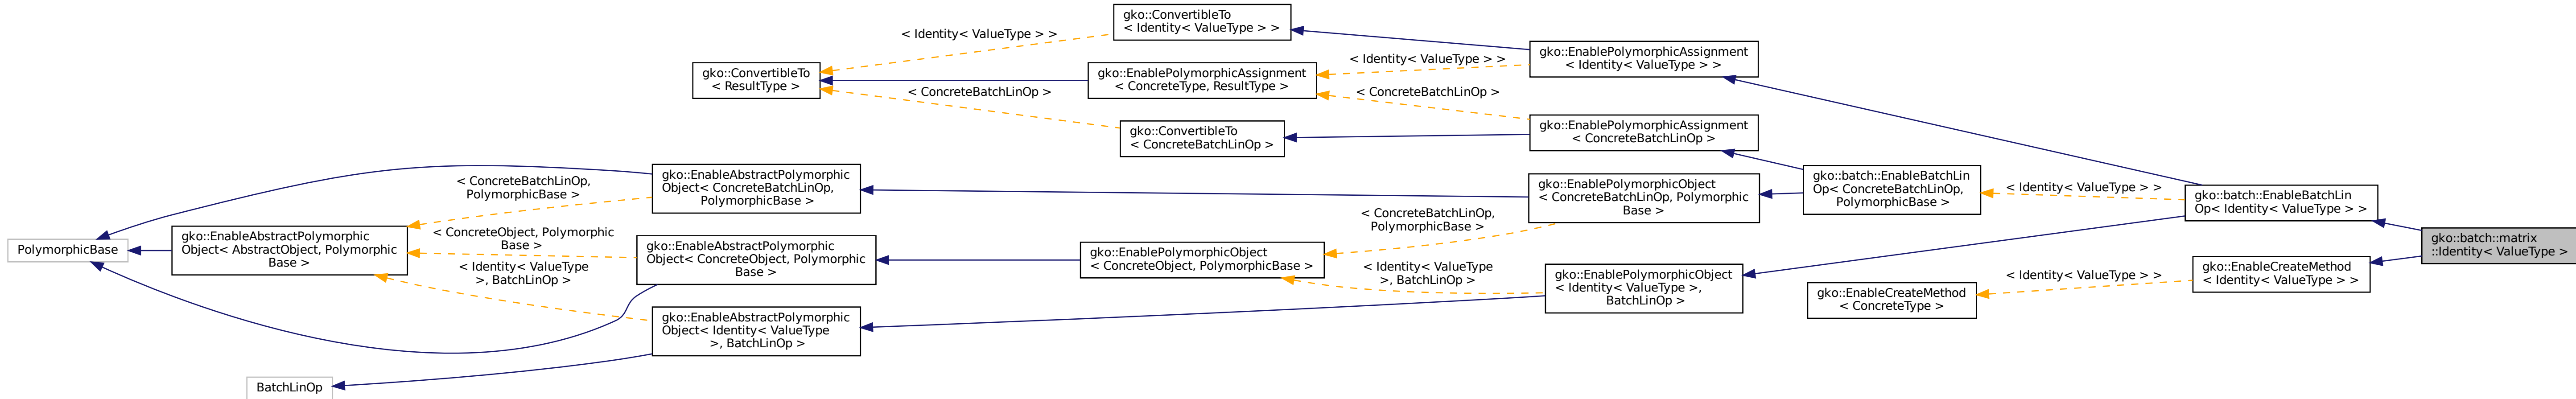 gko::ConvertibleTo
< Identity< ValueType > >
< Identity< ValueType > >
gko::EnablePolymorphicAssignment
< Identity< ValueType > >
< Identity< ValueType > >
gko::ConvertibleTo
< ResultType >
gko::EnablePolymorphicAssignment
< ConcreteType, ResultType >
< ConcreteBatchLinOp >
< ConcreteBatchLinOp >
gko::ConvertibleTo
< ConcreteBatchLinOp >
gko::EnablePolymorphicAssignment
< ConcreteBatchLinOp >
gko::EnableAbstractPolymorphic
Object< ConcreteBatchLinOp,
PolymorphicBase >
< ConcreteBatchLinOp,
PolymorphicBase >
gko::EnablePolymorphicObject
< ConcreteBatchLinOp, Polymorphic
Base >
gko::batch::EnableBatchLin
Op< ConcreteBatchLinOp,
PolymorphicBase >
< Identity< ValueType > >
gko::batch::EnableBatchLin
Op< Identity< ValueType > >
< ConcreteBatchLinOp,
PolymorphicBase >
PolymorphicBase
gko::EnableAbstractPolymorphic
Object< AbstractObject, Polymorphic
Base >
< ConcreteObject, Polymorphic
Base >
gko::EnableAbstractPolymorphic
Object< ConcreteObject, Polymorphic
Base >
gko::EnablePolymorphicObject
< ConcreteObject, PolymorphicBase >
gko::batch::matrix
::Identity< ValueType >
< Identity< ValueType
>, BatchLinOp >
< Identity< ValueType
>, BatchLinOp >
gko::EnablePolymorphicObject
< Identity< ValueType >,
BatchLinOp >
< Identity< ValueType > >
gko::EnableCreateMethod
< Identity< ValueType > >
gko::EnableCreateMethod
< ConcreteType >
gko::EnableAbstractPolymorphic
Object< Identity< ValueType
>, BatchLinOp >
BatchLinOp